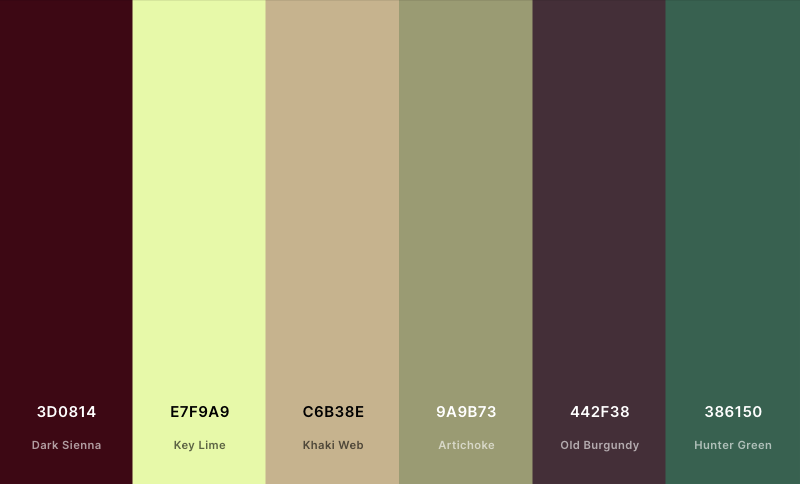 3D0814
Dark Sienna
E7F9A9
Key Lime
C6B38E
Khaki Web
9A9B73
Artichoke
442F38
Old Burgundy
386150
Hunter Green